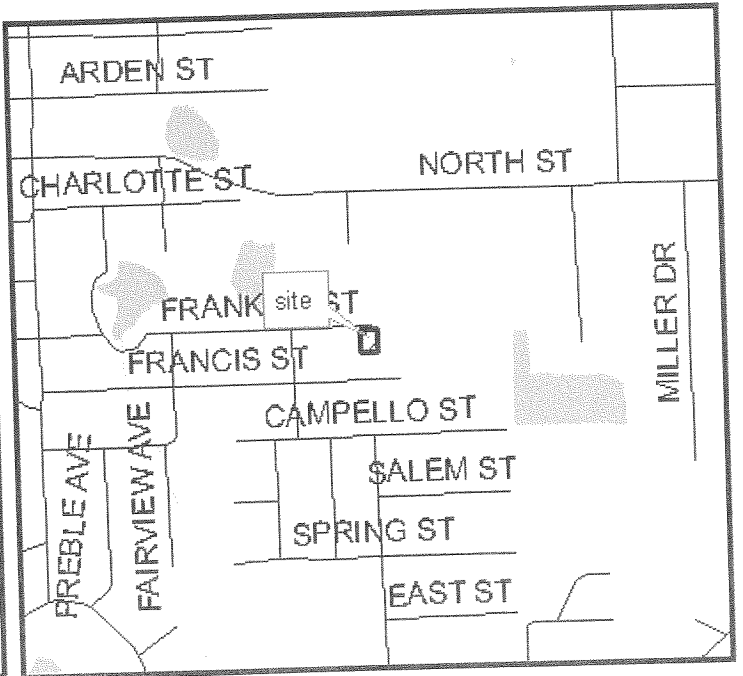 ARDEN ST
NORTH ST
CHARLOTTE ST
FRANK ST
site
MILLER DR
FRANCIS ST
CAMPELLO ST
PREBLE AVE
FAIRVIEW AVE
SALEM ST
SPRING ST
EAST ST